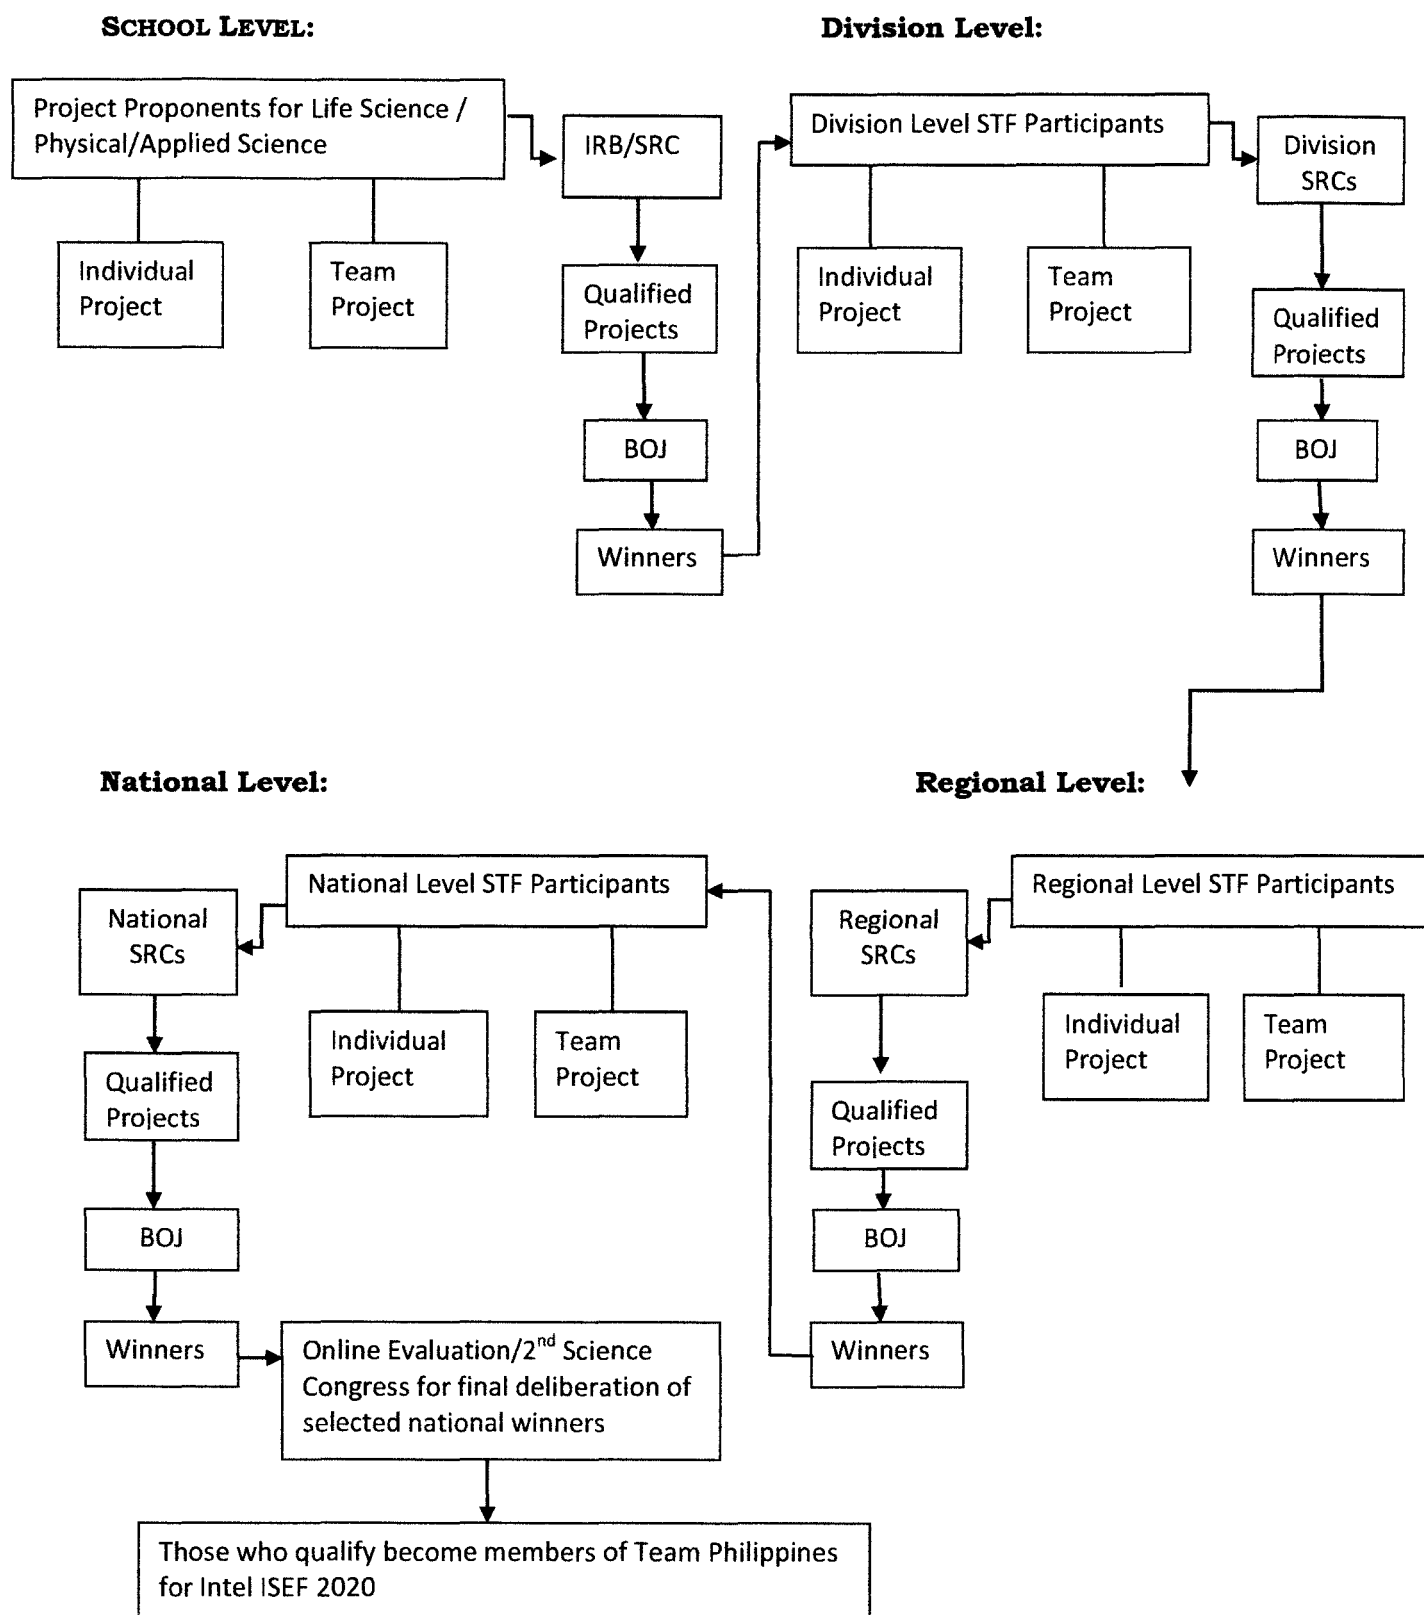 SCHOOL LEVEL:
Project Proponents for Life Science /
Physical/Applied Science
Individual
Project
Team
Project
IRB/SRC
Qualified
Projects
BOJ
Winners
Division Level:
Division Level STF Participants
Individual
Project
Team
Project
Division
SRCs
Qualified
Projects
BOJ
Winners
Regional Level:
Regional Level STF Participants
Individual
Project
Team
Project
Regional
SRCs
Qualified
Projects
BOJ
Winners
National Level:
National Level STF Participants
Individual
Project
Team
Project
National
SRCs
Qualified
Projects
BOJ
Winners
Online Evaluation/2nd Science
Congress for final deliberation of
selected national winners
Those who qualify become members of Team Philippines
for Intel ISEF 2020